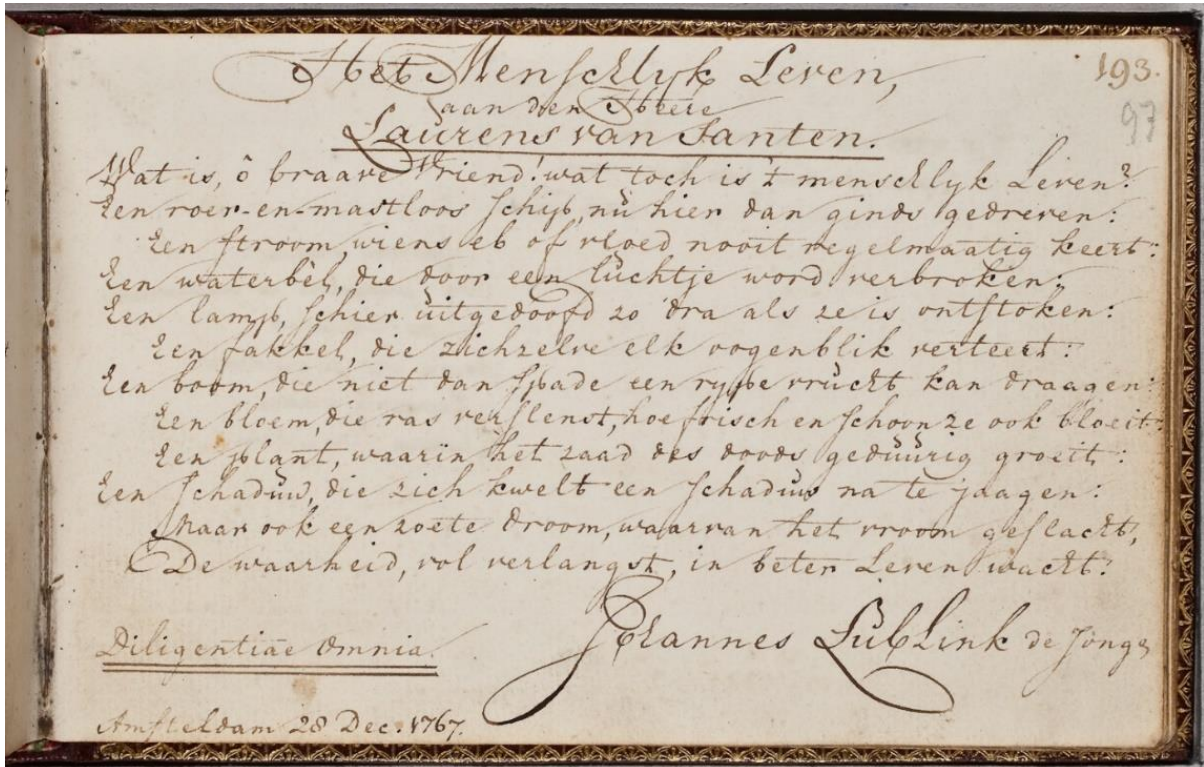 Het Menschlyk Leven,
193.
aan den Heere
97
Laurens van Santen.
Wat is, ô braave Vriend! wat toch is 't menschlyk Leven?
Een roer-en-mastloos schip, nu hier dan ginds gedreven:
Een stroom, wiens eb of vloed nooit regelmaatig keert:
Een waterbel, die door een luchtje word verbroken:
Een lamp, schier uitgedoofd zo dra als ze is ontstoken:
Een fakkel, die zichzelve elk oogenblik verteert:
Een boom, die niet dan spade een rype vrucht kan draagen:
Een bloem, die ras verslenst, hoe frisch en schoon ze ook bloeit:
Een plant, waarin het zaad des doods geduurig groeit:
Een schaduw, die zich kwelt een schaduw na te jaagen:
Maar ook een zoete droom, waarvan het vroom geslacht,
De waarheid, vol verlangst, in beter Leven wacht.
Johannes Lublink de Jonge
Diligentiae Omnia.
Amsteldam 28 Dec. 1767.